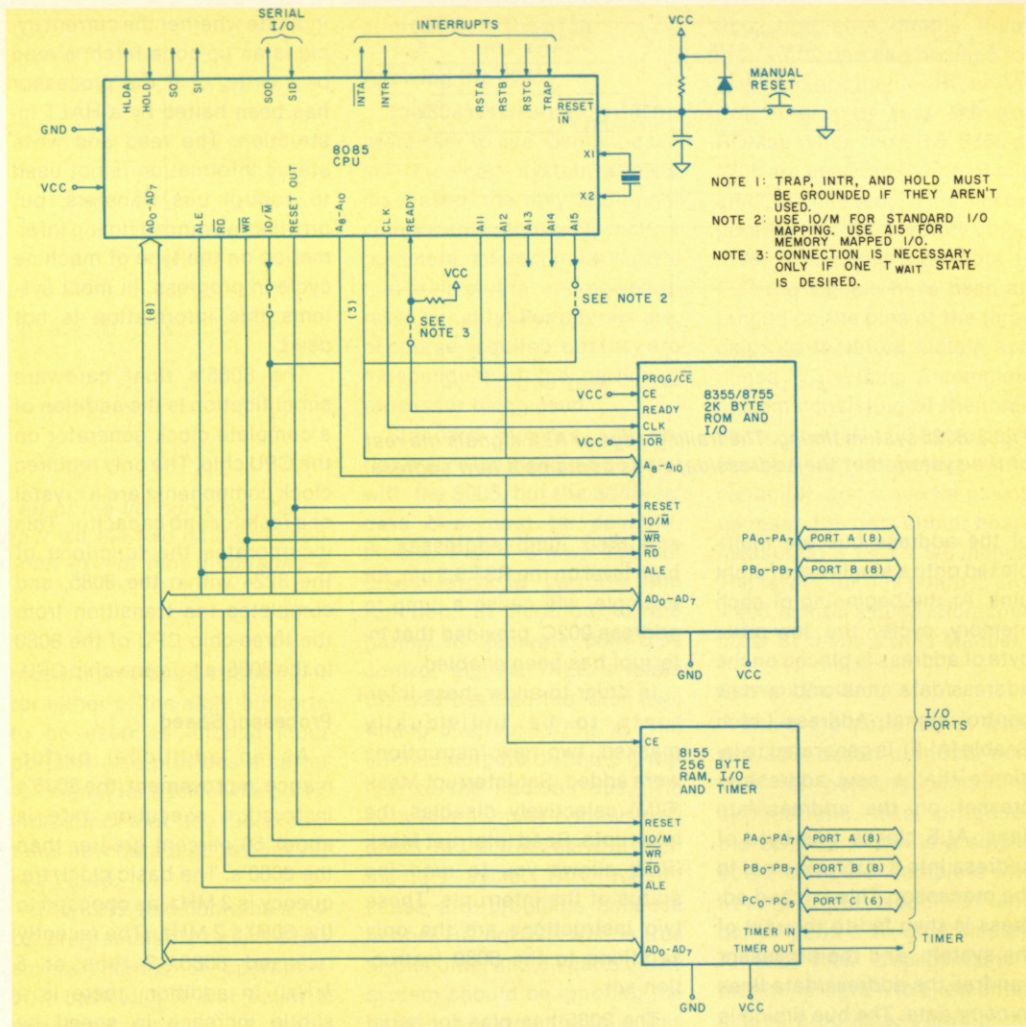 SERIAL
I/O
INTERRUPTS
HLDA
HOLD
SO
SI
SOD
SID
INTA
INTR
RSTA
RSTB
RSTC
TRAP
RESET
IN
X1
X2
8085
CPU
GND
VCC
VCC
MANUAL
RESET
AD0-AD7
ALE
RD
WR
IO/M
RESET OUT
A8-A10
CLK
READY
A11
A12
A13
A14
A15
(8)
(3)
VCC
SEE
NOTE 3
SEE NOTE 2
NOTE 1: TRAP, INTR, AND HOLD MUST
BE GROUNDED IF THEY AREN'T
USED.
NOTE 2: USE IO/M FOR STANDARD I/O
MAPPING. USE A15 FOR
MEMORY MAPPED I/O.
NOTE 3: CONNECTION IS NECESSARY
ONLY IF ONE TWAIT STATE
IS DESIRED.
PROG/CE
VCC
CE
READY
CLK
VCC
IOR
A8-A10
RESET
IO/M
WR
RD
ALE
AD0-AD7
8355/8755
2K BYTE
ROM AND
I/O
PA0-PA7
PORT A (8)
PB0-PB7
PORT B (8)
GND
VCC
I/O
PORTS
CE
8155
256 BYTE
RAM, I/O
AND TIMER
RESET
IO/M
WR
RD
ALE
AD0-AD7
PA0-PA7
PORT A (8)
PB0-PB7
PORT B (8)
PC0-PC5
PORT C (6)
TIMER IN
TIMER OUT
TIMER
GND
VCC